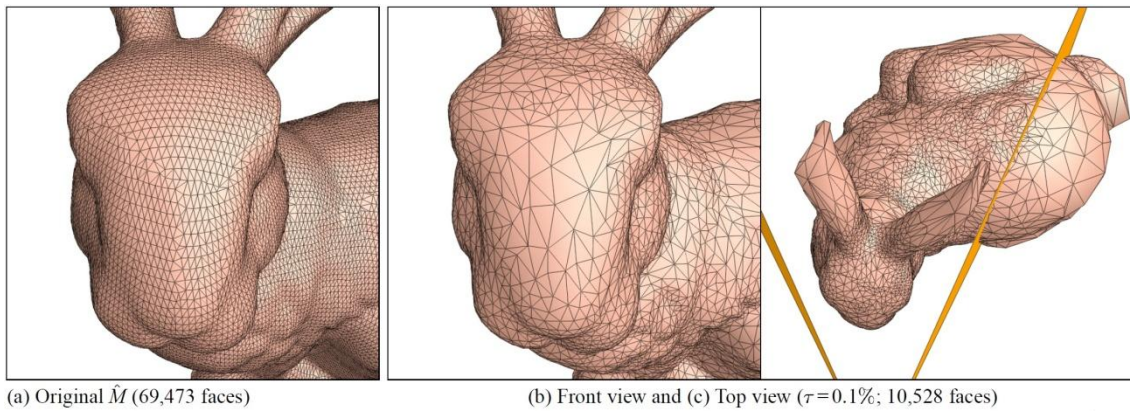 (a) Original M̂ (69,473 faces)
(b) Front view and (c) Top view (τ=0.1%; 10,528 faces)